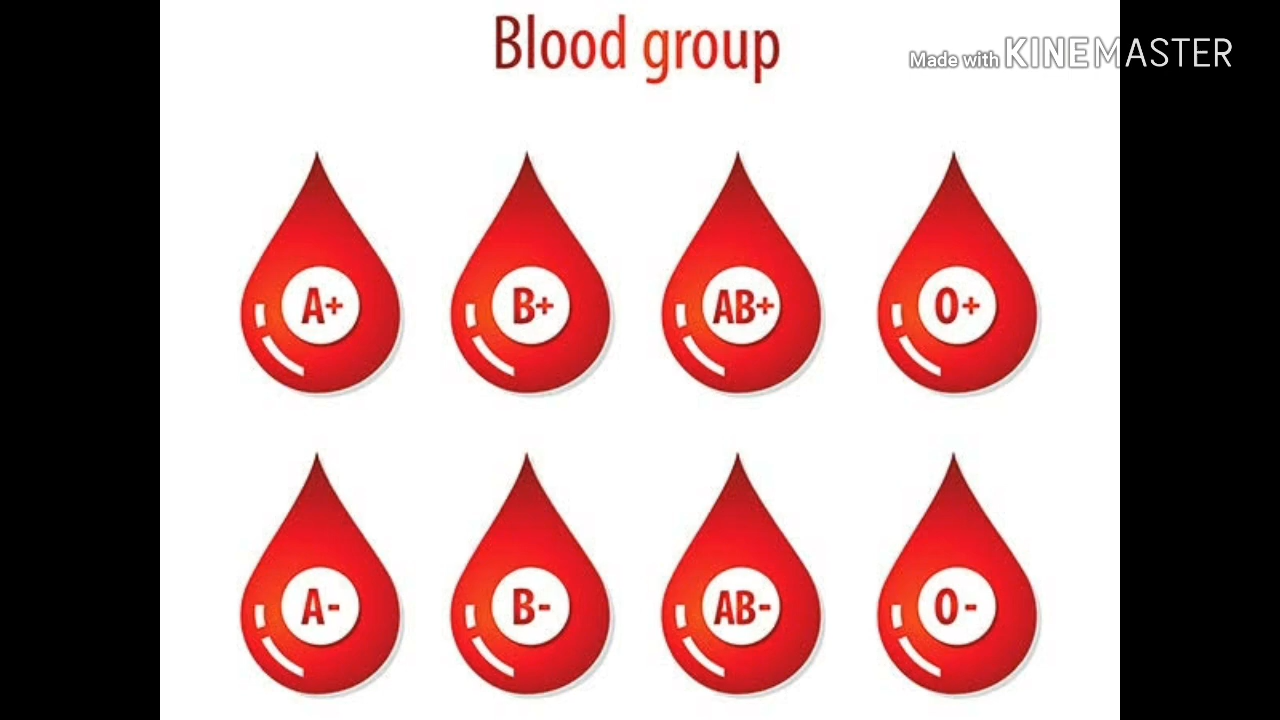 Blood group
Made with KINEMASTER
A+
B+
AB+
O+
A-
B-
AB-
O-